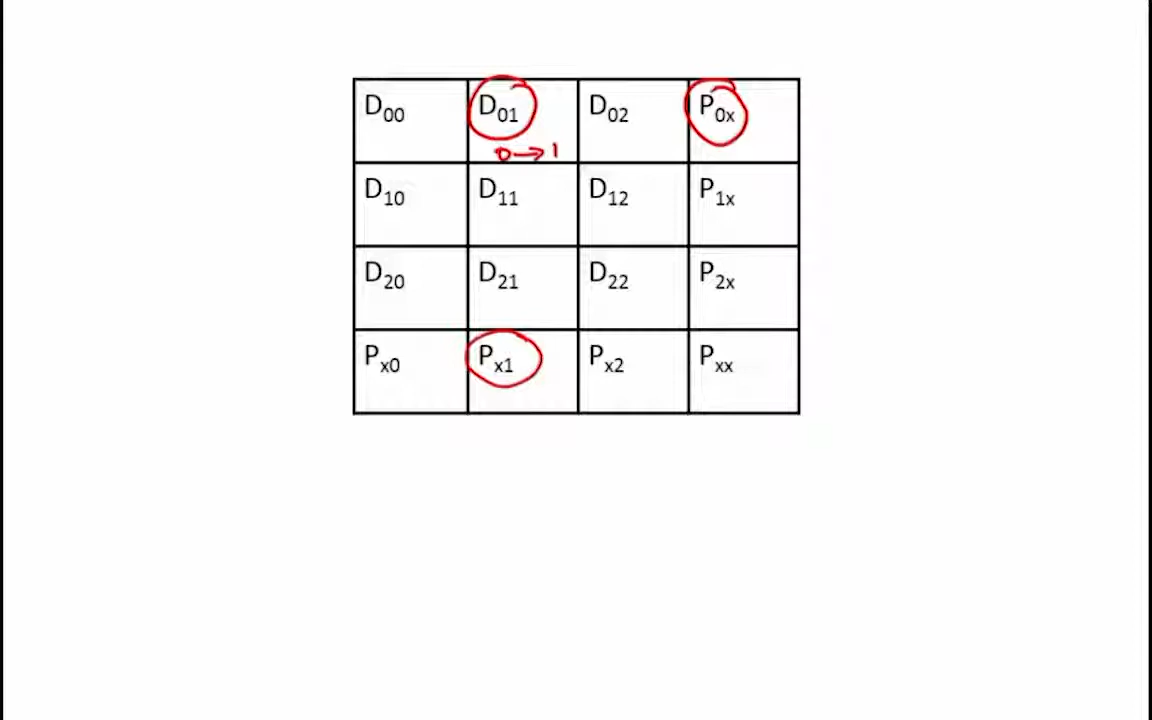 D₀₀ D₀₁ D₀₂ P₀ₓ
0→1
D₁₀ D₁₁ D₁₂ P₁ₓ
D₂₀ D₂₁ D₂₂ P₂ₓ
Pₓ₀ Pₓ₁ Pₓ₂ Pₓₓ